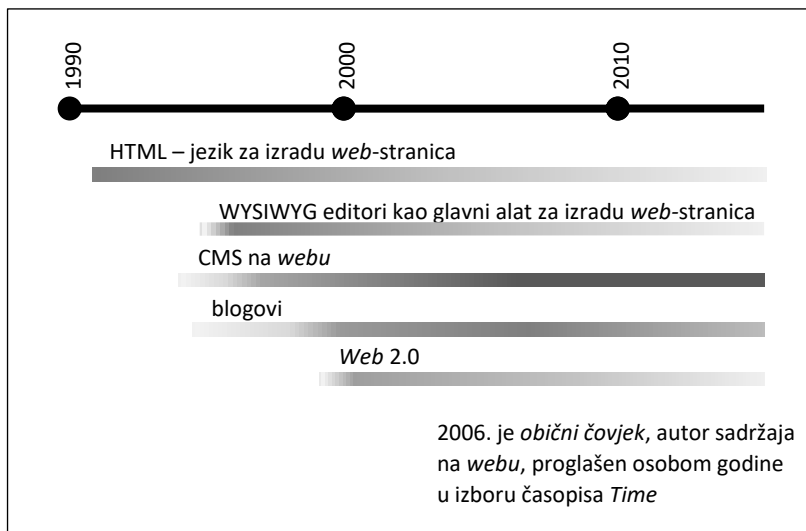 1990
2000
2010
HTML – jezik za izradu web-stranica
WYSIWYG editori kao glavni alat za izradu web-stranica
CMS na webu
blogovi
Web 2.0
2006. je obični čovjek, autor sadržaja
na webu, proglašen osobom godine
u izboru časopisa Time